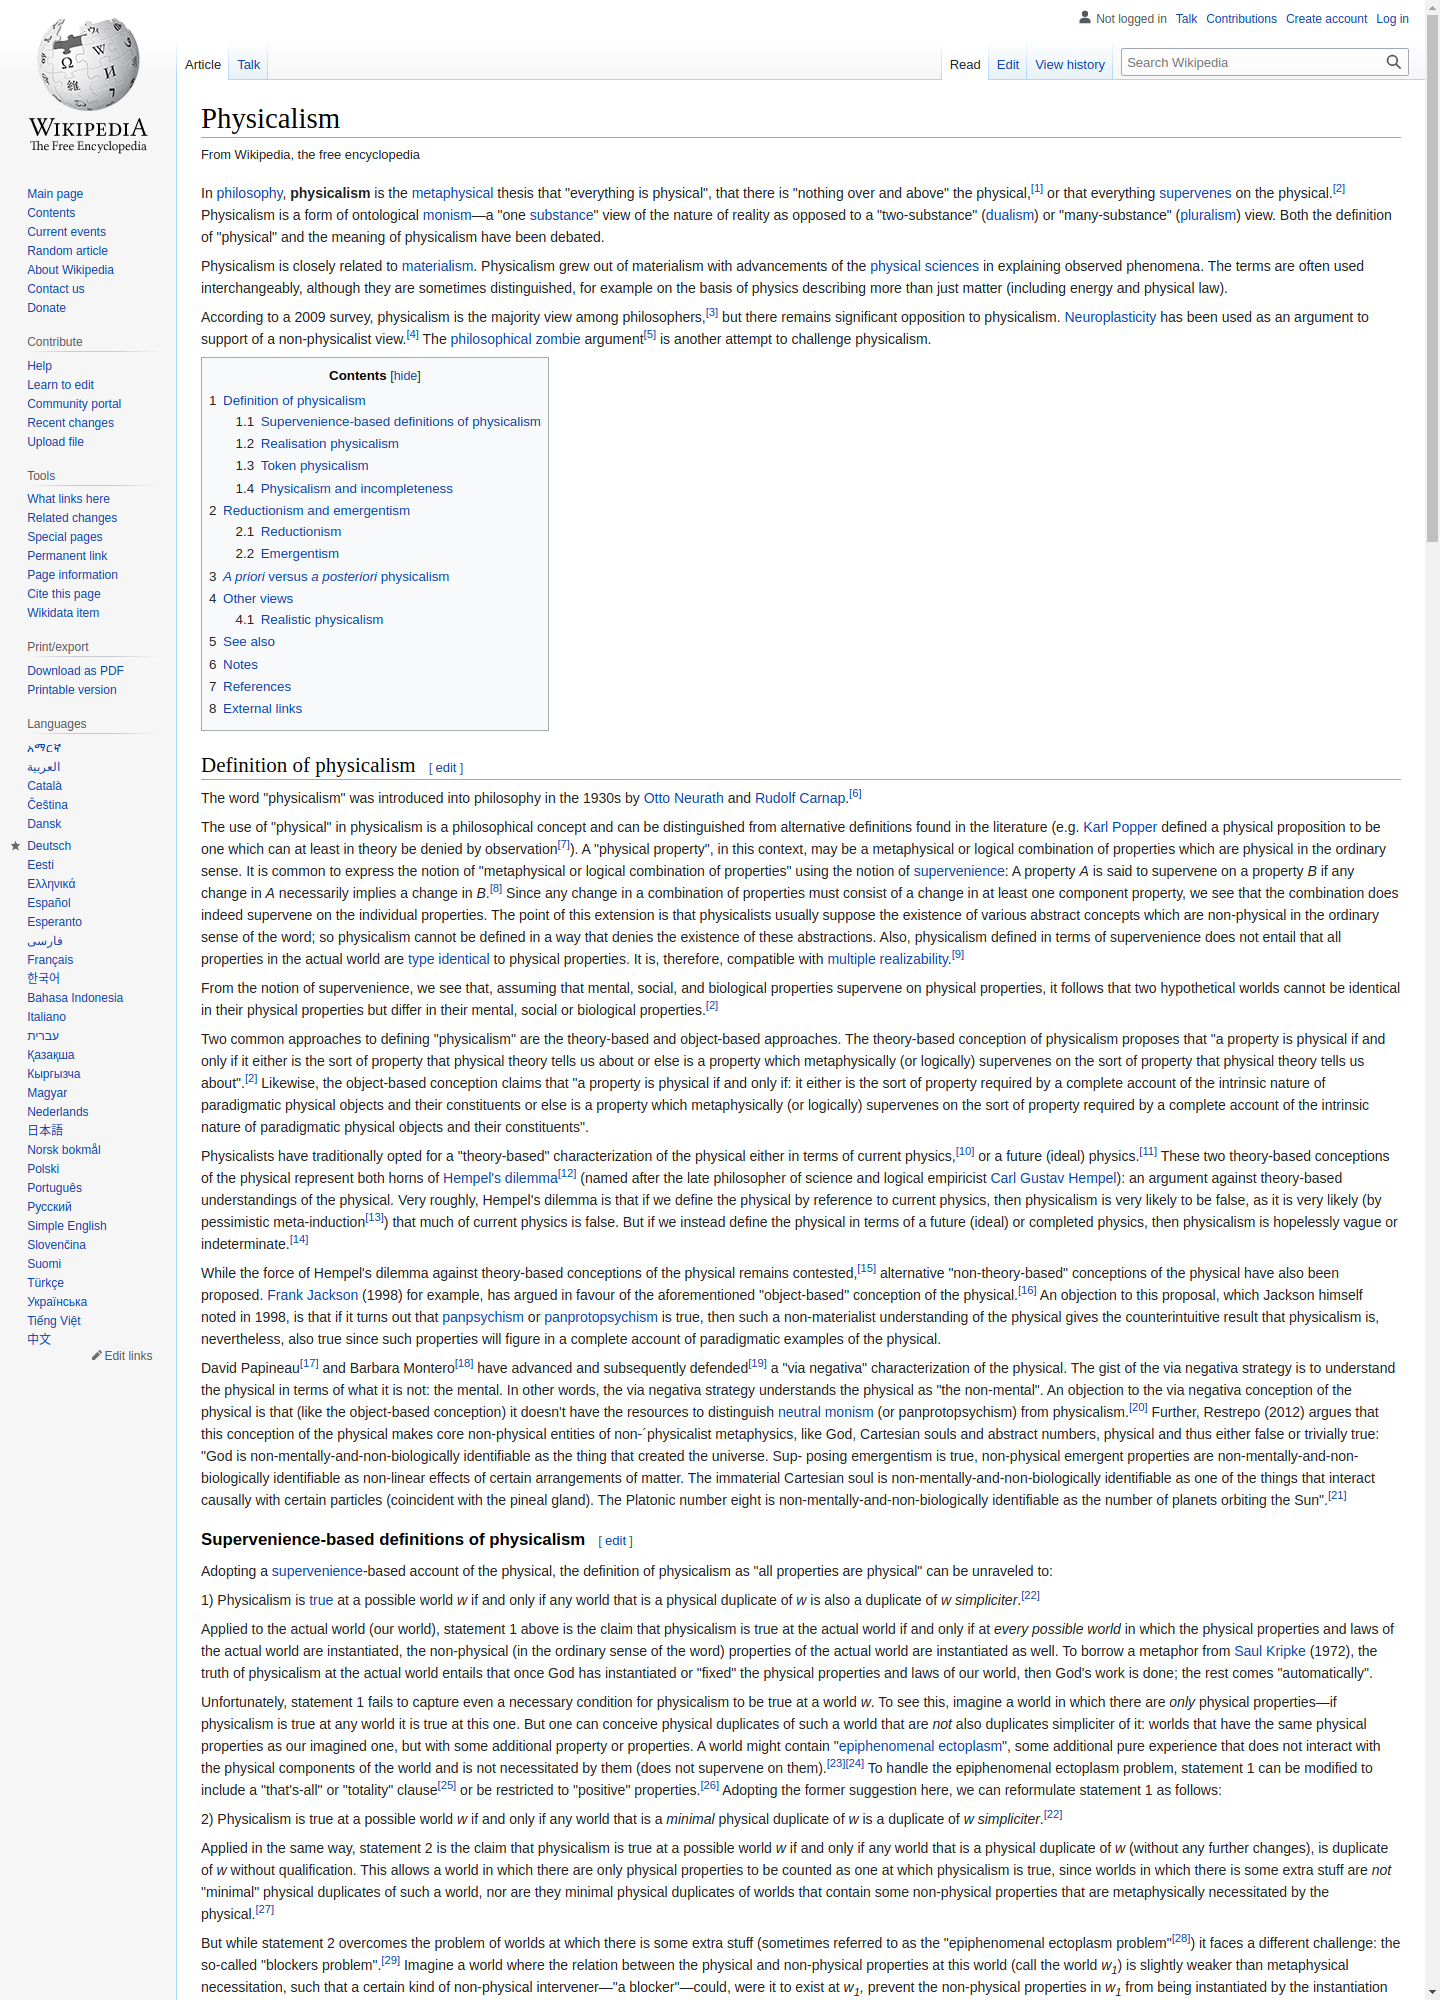 Not logged in Talk Contributions Create account Log in
Article Talk Read Edit View history Search Wikipedia
WIKIPEDIA
The Free Encyclopedia
Main page
Contents
Current events
Random article
About Wikipedia
Contact us
Donate
Contribute
Help
Learn to edit
Community portal
Recent changes
Upload file
Tools
What links here
Related changes
Special pages
Permanent link
Page information
Cite this page
Wikidata item
Print/export
Download as PDF
Printable version
Languages
አማርኛ
العربية
Català
Čeština
Dansk
Deutsch
Eesti
Ελληνικά
Español
Esperanto
فارسی
Français
한국어
Bahasa Indonesia
Italiano
עברית
Қазақша
Кыргызча
Magyar
Nederlands
日本語
Norsk bokmål
Polski
Português
Русский
Simple English
Slovenčina
Suomi
Türkçe
Українська
Tiếng Việt
中文
Edit links
Physicalism
From Wikipedia, the free encyclopedia
In philosophy, physicalism is the metaphysical thesis that "everything is physical", that there is "nothing over and above" the physical,[1] or that everything supervenes on the physical.[2]
Physicalism is a form of ontological monism—a "one substance" view of the nature of reality as opposed to a "two-substance" (dualism) or "many-substance" (pluralism) view. Both the definition
of "physical" and the meaning of physicalism have been debated.
Physicalism is closely related to materialism. Physicalism grew out of materialism with advancements of the physical sciences in explaining observed phenomena. The terms are often used
interchangeably, although they are sometimes distinguished, for example on the basis of physics describing more than just matter (including energy and physical law).
According to a 2009 survey, physicalism is the majority view among philosophers,[3] but there remains significant opposition to physicalism. Neuroplasticity has been used as an argument to
support of a non-physicalist view.[4] The philosophical zombie argument[5] is another attempt to challenge physicalism.
Contents [hide]
1 Definition of physicalism
1.1 Supervenience-based definitions of physicalism
1.2 Realisation physicalism
1.3 Token physicalism
1.4 Physicalism and incompleteness
2 Reductionism and emergentism
2.1 Reductionism
2.2 Emergentism
3 A priori versus a posteriori physicalism
4 Other views
4.1 Realistic physicalism
5 See also
6 Notes
7 References
8 External links
Definition of physicalism [ edit ]
The word "physicalism" was introduced into philosophy in the 1930s by Otto Neurath and Rudolf Carnap.[6]
The use of "physical" in physicalism is a philosophical concept and can be distinguished from alternative definitions found in the literature (e.g. Karl Popper defined a physical proposition to be
one which can at least in theory be denied by observation[7]). A "physical property", in this context, may be a metaphysical or logical combination of properties which are physical in the ordinary
sense. It is common to express the notion of "metaphysical or logical combination of properties" using the notion of supervenience: A property A is said to supervene on a property B if any
change in A necessarily implies a change in B.[8] Since any change in a combination of properties must consist of a change in at least one component property, we see that the combination does
indeed supervene on the individual properties. The point of this extension is that physicalists usually suppose the existence of various abstract concepts which are non-physical in the ordinary
sense of the word; so physicalism cannot be defined in a way that denies the existence of these abstractions. Also, physicalism defined in terms of supervenience does not entail that all
properties in the actual world are type identical to physical properties. It is, therefore, compatible with multiple realizability.[9]
From the notion of supervenience, we see that, assuming that mental, social, and biological properties supervene on physical properties, it follows that two hypothetical worlds cannot be identical
in their physical properties but differ in their mental, social or biological properties.[2]
Two common approaches to defining "physicalism" are the theory-based and object-based approaches. The theory-based conception of physicalism proposes that "a property is physical if and
only if it either is the sort of property that physical theory tells us about or else is a property which metaphysically (or logically) supervenes on the sort of property that physical theory tells us
about".[2] Likewise, the object-based conception claims that "a property is physical if and only if: it either is the sort of property required by a complete account of the intrinsic nature of
paradigmatic physical objects and their constituents or else is a property which metaphysically (or logically) supervenes on the sort of property required by a complete account of the intrinsic
nature of paradigmatic physical objects and their constituents".
Physicalists have traditionally opted for a "theory-based" characterization of the physical either in terms of current physics,[10] or a future (ideal) physics.[11] These two theory-based conceptions
of the physical represent both horns of Hempel's dilemma[12] (named after the late philosopher of science and logical empiricist Carl Gustav Hempel): an argument against theory-based
understandings of the physical. Very roughly, Hempel's dilemma is that if we define the physical by reference to current physics, then physicalism is very likely to be false, as it is very likely (by
pessimistic meta-induction[13]) that much of current physics is false. But if we instead define the physical in terms of a future (ideal) or completed physics, then physicalism is hopelessly vague or
indeterminate.[14]
While the force of Hempel's dilemma against theory-based conceptions of the physical remains contested,[15] alternative "non-theory-based" conceptions of the physical have also been
proposed. Frank Jackson (1998) for example, has argued in favour of the aforementioned "object-based" conception of the physical.[16] An objection to this proposal, which Jackson himself
noted in 1998, is that if it turns out that panpsychism or panprotopsychism is true, then such a non-materialist understanding of the physical gives the counterintuitive result that physicalism is,
nevertheless, also true since such properties will figure in a complete account of paradigmatic examples of the physical.
David Papineau[17] and Barbara Montero[18] have advanced and subsequently defended[19] a "via negativa" characterization of the physical. The gist of the via negativa strategy is to understand
the physical in terms of what it is not: the mental. In other words, the via negativa strategy understands the physical as "the non-mental". An objection to the via negativa conception of the
physical is that (like the object-based conception) it doesn't have the resources to distinguish neutral monism (or panprotopsychism) from physicalism.[20] Further, Restrepo (2012) argues that
this conception of the physical makes core non-physical entities of non-´physicalist metaphysics, like God, Cartesian souls and abstract numbers, physical and thus either false or trivially true:
"God is non-mentally-and-non-biologically identifiable as the thing that created the universe. Sup- posing emergentism is true, non-physical emergent properties are non-mentally-and-non-
biologically identifiable as non-linear effects of certain arrangements of matter. The immaterial Cartesian soul is non-mentally-and-non-biologically identifiable as one of the things that interact
causally with certain particles (coincident with the pineal gland). The Platonic number eight is non-mentally-and-non-biologically identifiable as the number of planets orbiting the Sun".[21]
Supervenience-based definitions of physicalism [ edit ]
Adopting a supervenience-based account of the physical, the definition of physicalism as "all properties are physical" can be unraveled to:
1) Physicalism is true at a possible world w if and only if any world that is a physical duplicate of w is also a duplicate of w simpliciter.[22]
Applied to the actual world (our world), statement 1 above is the claim that physicalism is true at the actual world if and only if at every possible world in which the physical properties and laws of
the actual world are instantiated, the non-physical (in the ordinary sense of the word) properties of the actual world are instantiated as well. To borrow a metaphor from Saul Kripke (1972), the
truth of physicalism at the actual world entails that once God has instantiated or "fixed" the physical properties and laws of our world, then God's work is done; the rest comes "automatically".
Unfortunately, statement 1 fails to capture even a necessary condition for physicalism to be true at a world w. To see this, imagine a world in which there are only physical properties—if
physicalism is true at any world it is true at this one. But one can conceive physical duplicates of such a world that are not also duplicates simpliciter of it: worlds that have the same physical
properties as our imagined one, but with some additional property or properties. A world might contain "epiphenomenal ectoplasm", some additional pure experience that does not interact with
the physical components of the world and is not necessitated by them (does not supervene on them).[23][24] To handle the epiphenomenal ectoplasm problem, statement 1 can be modified to
include a "that's-all" or "totality" clause[25] or be restricted to "positive" properties.[26] Adopting the former suggestion here, we can reformulate statement 1 as follows:
2) Physicalism is true at a possible world w if and only if any world that is a minimal physical duplicate of w is a duplicate of w simpliciter.[22]
Applied in the same way, statement 2 is the claim that physicalism is true at a possible world w if and only if any world that is a physical duplicate of w (without any further changes), is duplicate
of w without qualification. This allows a world in which there are only physical properties to be counted as one at which physicalism is true, since worlds in which there is some extra stuff are not
"minimal" physical duplicates of such a world, nor are they minimal physical duplicates of worlds that contain some non-physical properties that are metaphysically necessitated by the
physical.[27]
But while statement 2 overcomes the problem of worlds at which there is some extra stuff (sometimes referred to as the "epiphenomenal ectoplasm problem"[28]) it faces a different challenge: the
so-called "blockers problem".[29] Imagine a world where the relation between the physical and non-physical properties at this world (call the world w1) is slightly weaker than metaphysical
necessitation, such that a certain kind of non-physical intervener—"a blocker"—could, were it to exist at w1, prevent the non-physical properties in w1 from being instantiated by the instantiation